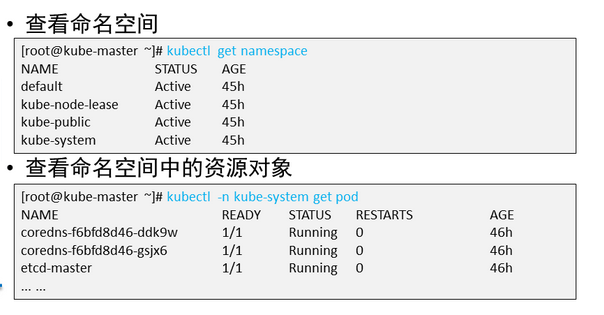 • 查看命名空间
[root@kube-master ~]# kubectl get namespace
NAME STATUS AGE
default Active 45h
kube-node-lease Active 45h
kube-public Active 45h
kube-system Active 45h
• 查看命名空间中的资源对象
[root@kube-master ~]# kubectl -n kube-system get pod
NAME READY STATUS RESTARTS AGE
coredns-f6bfd8d46-ddk9w 1/1 Running 0 46h
coredns-f6bfd8d46-gsjx6 1/1 Running 0 46h
etcd-master 1/1 Running 0 46h
... ...